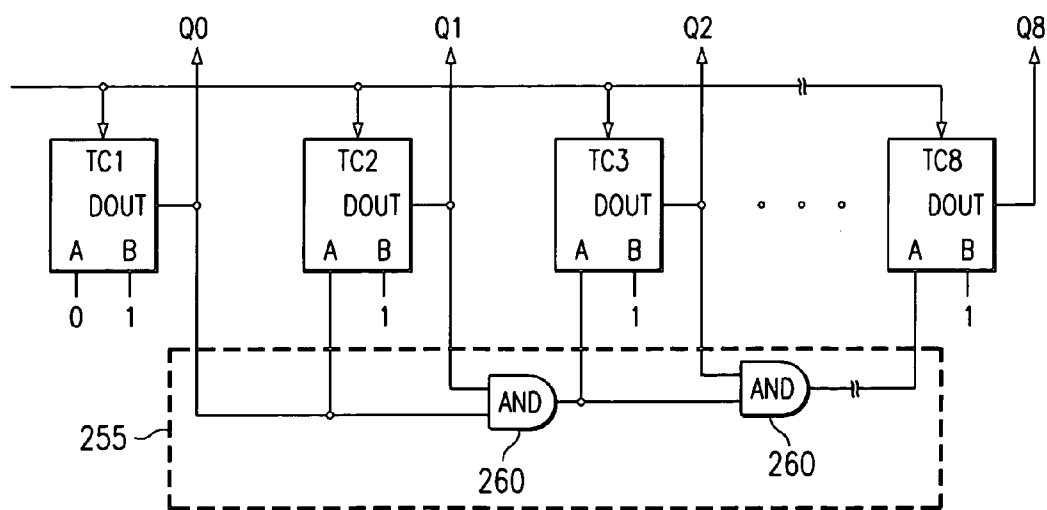 Q0 Q1 Q2 Q8
TC1 TC2 TC3 TC8
DOUT DOUT DOUT DOUT
A B A B A B A B
0 1 1 1 1
AND AND
255
260 260